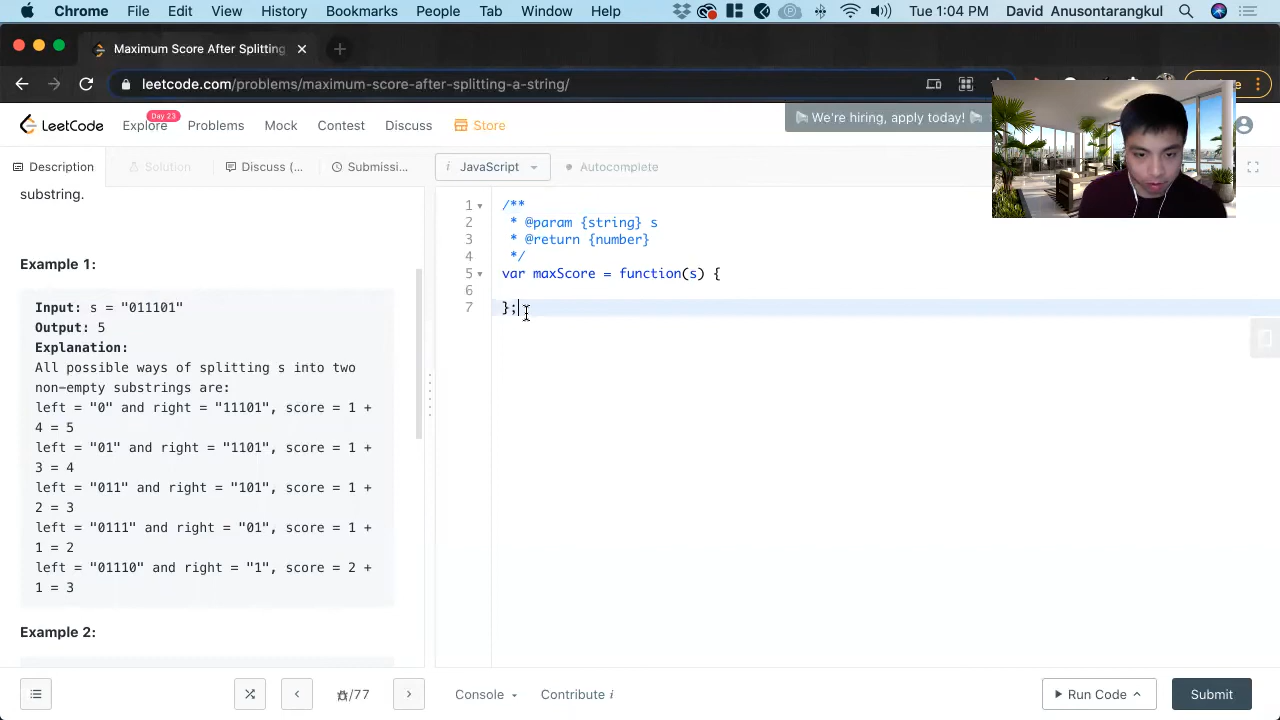 Chrome File Edit View History Bookmarks People Tab Window Help Tue 1:04 PM David Anusontarangkul
Maximum Score After Splitting
leetcode.com/problems/maximum-score-after-splitting-a-string/
LeetCode Explore Day 23 Problems Mock Contest Discuss Store We're hiring, apply today!
Description Solution Discuss (... Submissi... i JavaScript Autocomplete
substring.
Example 1:
Input: s = "011101"
Output: 5
Explanation:
All possible ways of splitting s into two
non-empty substrings are:
left = "0" and right = "11101", score = 1 +
4 = 5
left = "01" and right = "1101", score = 1 +
3 = 4
left = "011" and right = "101", score = 1 +
2 = 3
left = "0111" and right = "01", score = 1 +
1 = 2
left = "01110" and right = "1", score = 2 +
1 = 3
Example 2:
1 /**
2 * @param {string} s
3 * @return {number}
4 */
5 var maxScore = function(s) {
6
7 };
/77 Console Contribute i Run Code Submit